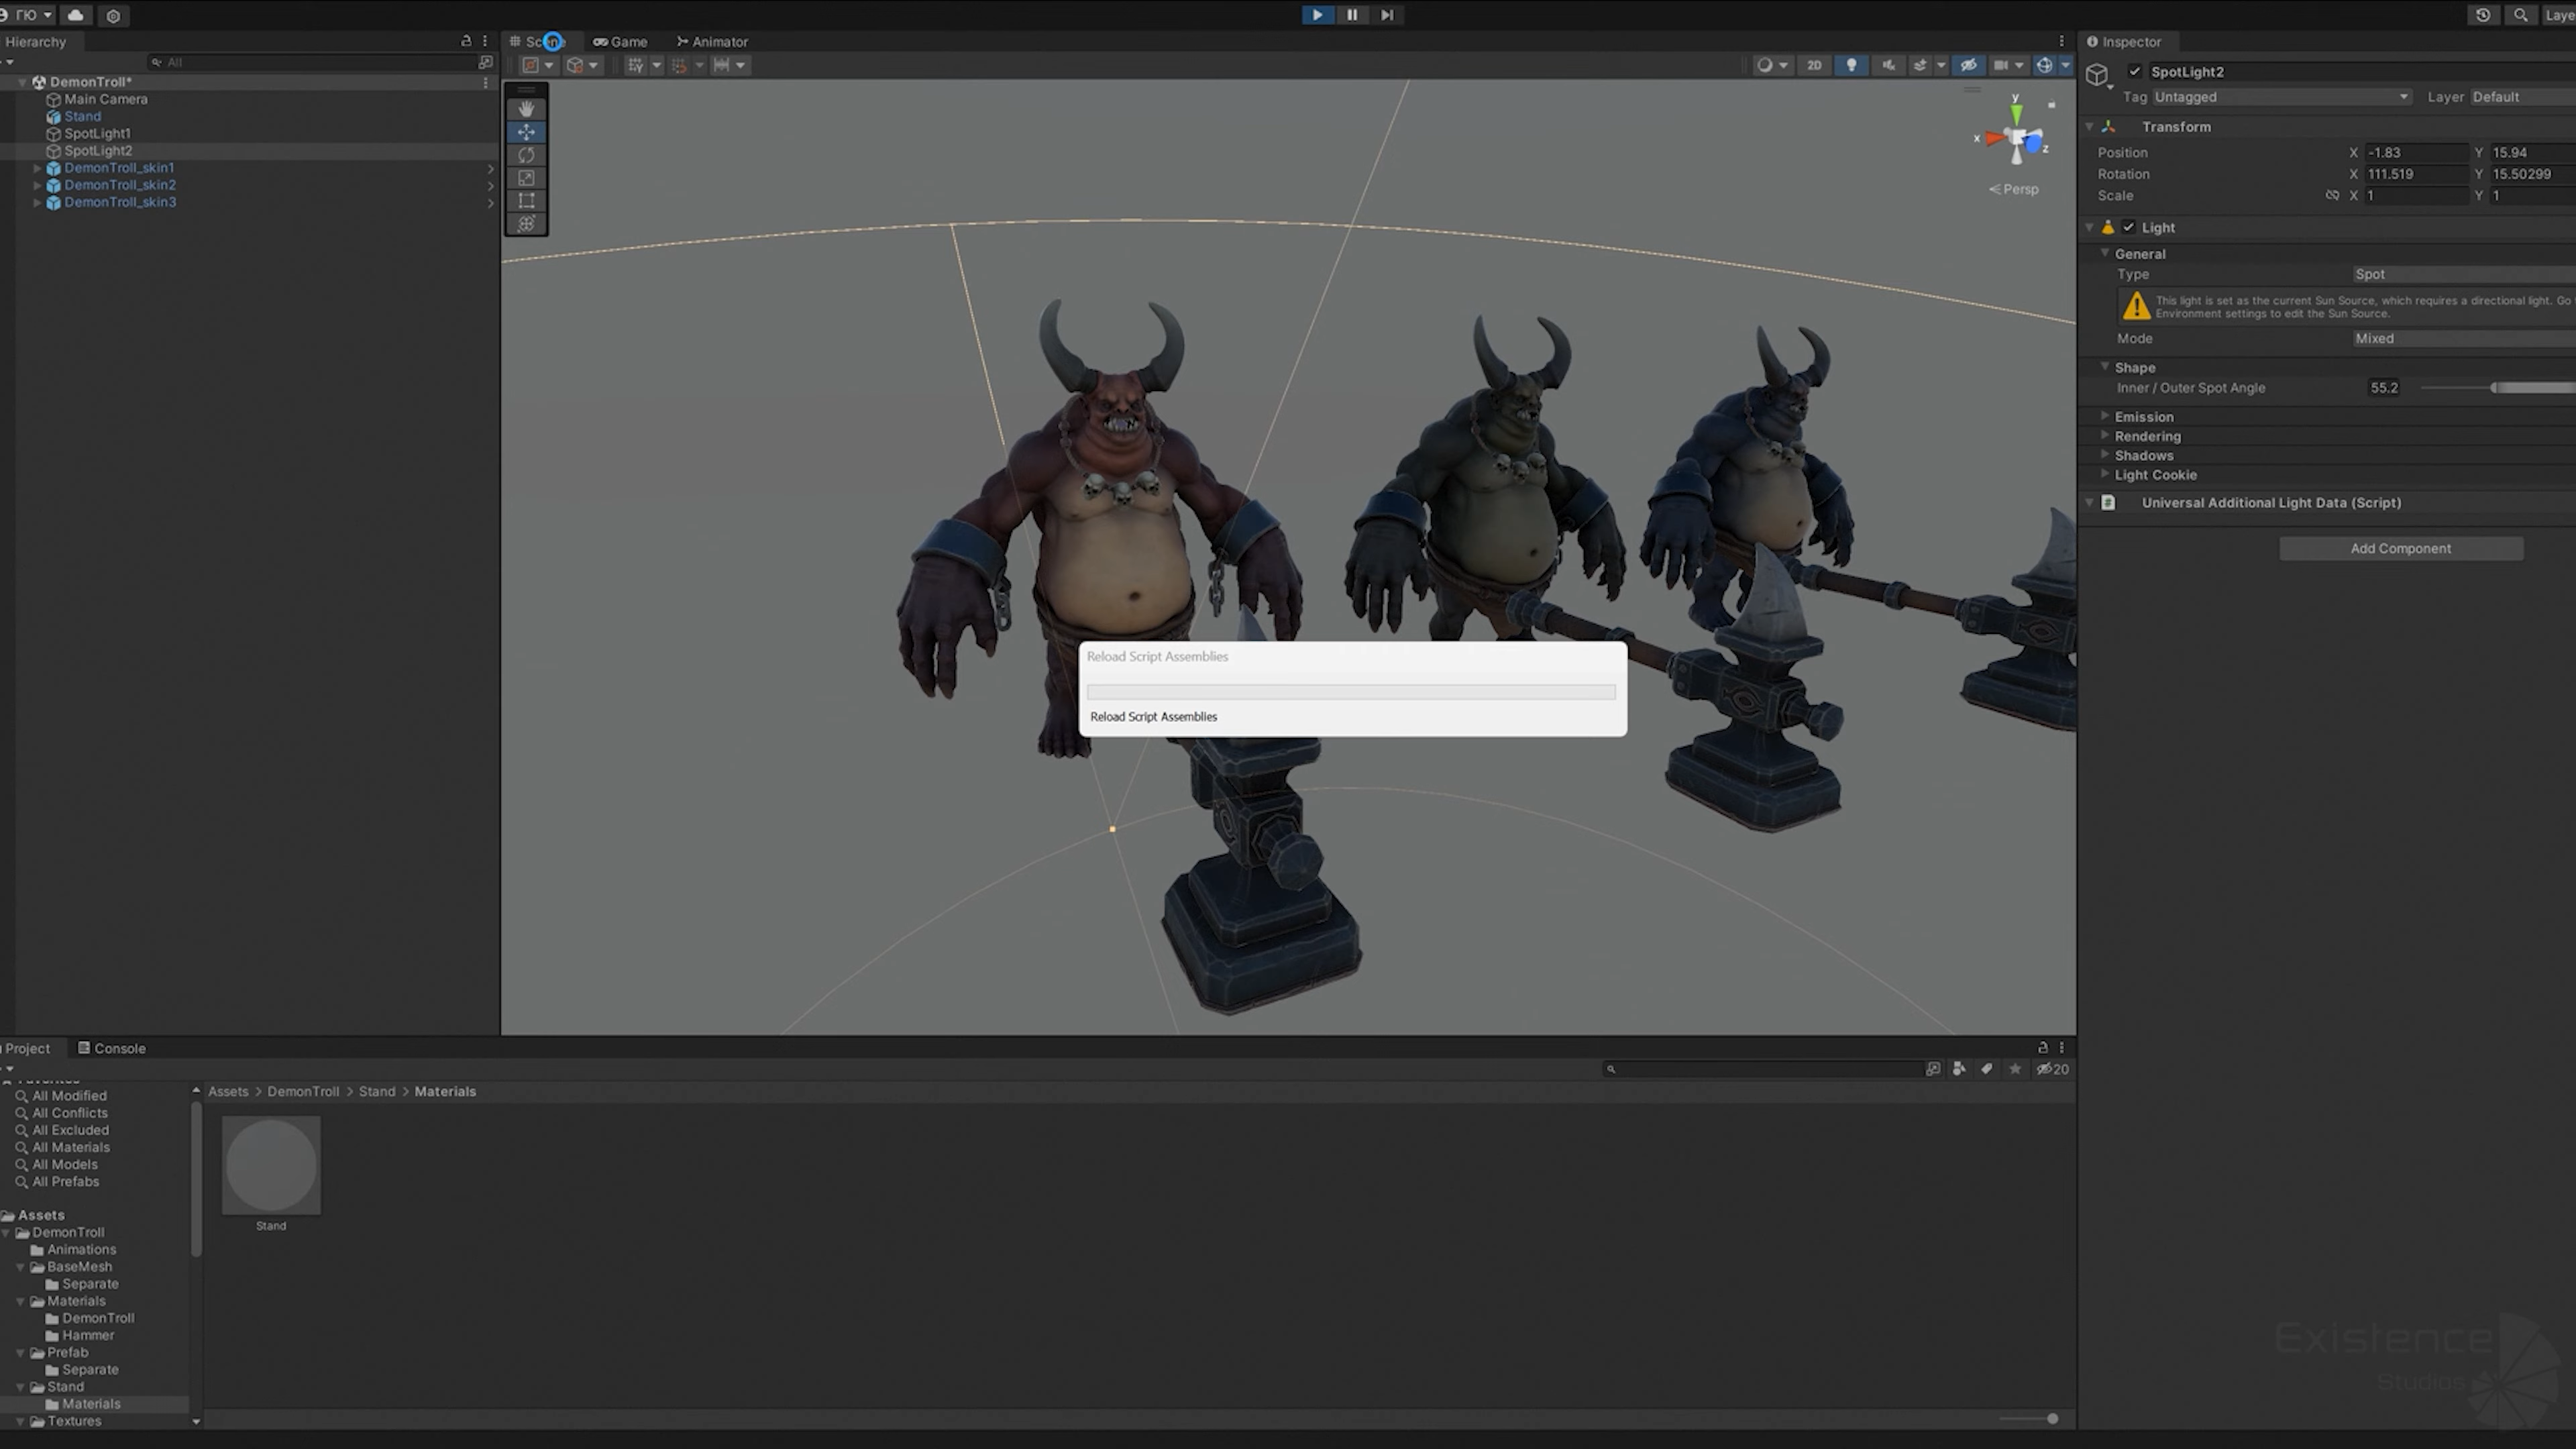 ГЮ
Laye
Hierarchy
All
DemonTroll*
Main Camera
Stand
SpotLight1
SpotLight2
DemonTroll_skin1
DemonTroll_skin2
DemonTroll_skin3
Game
Animator
2D
y
x
z
Persp
Reload Script Assemblies
Reload Script Assemblies
Inspector
SpotLight2
Tag Untagged Layer Default
Transform
Position X -1.83 Y 15.94
Rotation X 111.519 Y 15.50299
Scale X 1 Y 1
Light
General
Type Spot
This light is set as the current Sun Source, which requires a directional light. Go
Environment settings to edit the Sun Source.
Mode Mixed
Shape
Inner / Outer Spot Angle 55.2
Emission
Rendering
Shadows
Light Cookie
# Universal Additional Light Data (Script)
Add Component
Project Console
20
All Modified
All Conflicts
All Excluded
All Materials
All Models
All Prefabs
Assets
DemonTroll
Animations
BaseMesh
Separate
Materials
DemonTroll
Hammer
Prefab
Separate
Stand
Materials
Textures
Assets > DemonTroll > Stand > Materials
Stand
Existence
Studios